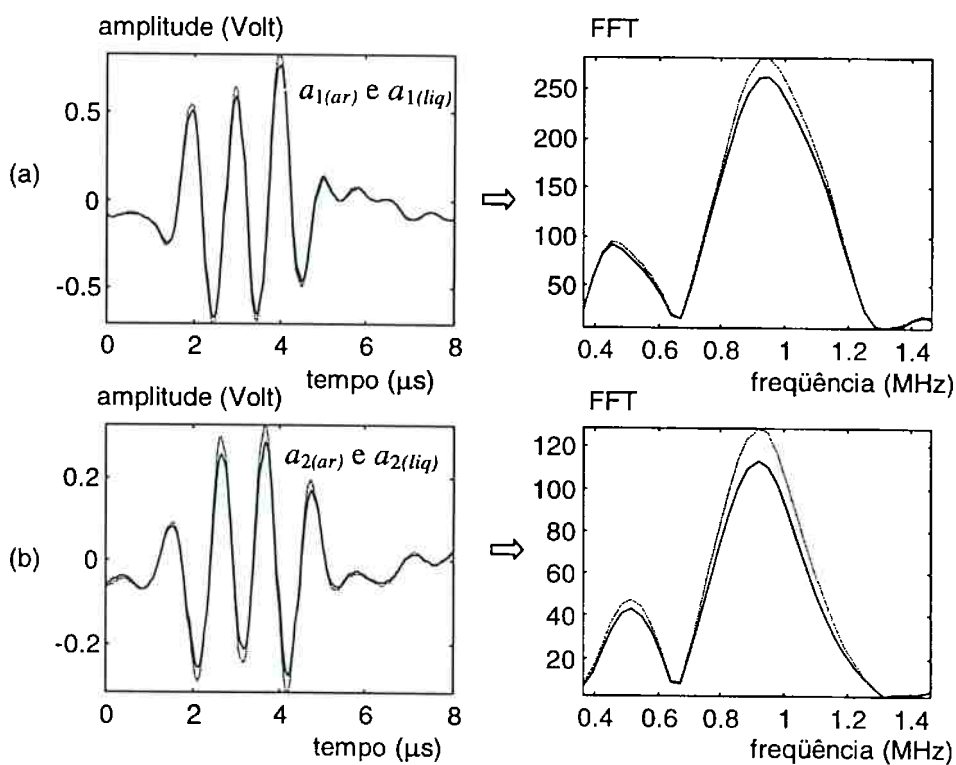 amplitude (Volt)
FFT
(a)
0.5
0
-0.5
a1(ar) e a1(liq)
0 2 4 6 8
tempo (μs)
250
200
150
100
50
0.4 0.6 0.8 1 1.2 1.4
freqüência (MHz)
amplitude (Volt)
FFT
(b)
0.2
0
-0.2
a2(ar) e a2(liq)
0 2 4 6 8
tempo (μs)
120
100
80
60
40
20
0.4 0.6 0.8 1 1.2 1.4
freqüência (MHz)